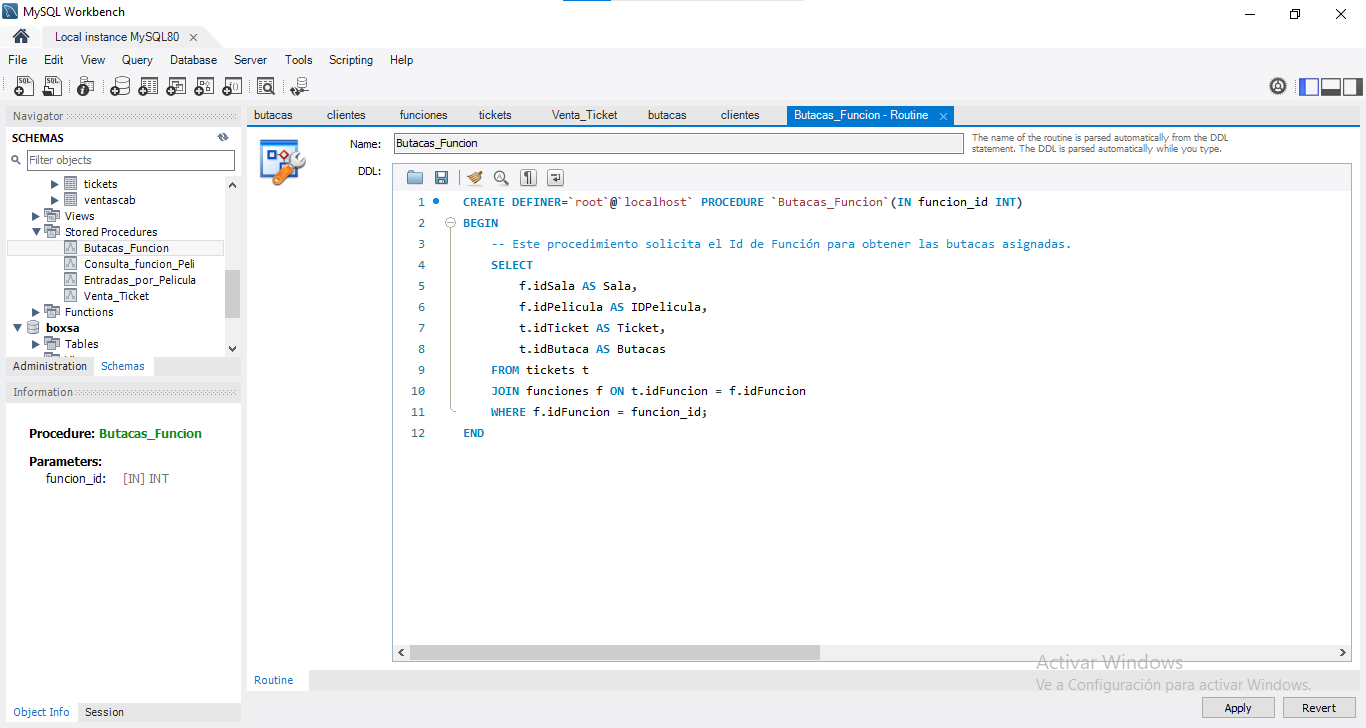 MySQL Workbench
Local instance MySQL80
File Edit View Query Database Server Tools Scripting Help
Navigator
SCHEMAS
Filter objects
tickets
ventascab
Views
Stored Procedures
Butacas_Funcion
Consulta_funcion_Peli
Entradas_por_Pelicula
Venta_Ticket
Functions
boxsa
Tables
Administration Schemas
Information
Procedure: Butacas_Funcion
Parameters:
funcion_id: [IN] INT
Object Info Session
butacas clientes funciones tickets Venta_Ticket butacas clientes Butacas_Funcion - Routine
Name: Butacas_Funcion
The name of the routine is parsed automatically from the DDL
statement. The DDL is parsed automatically while you type.
DDL:
1 CREATE DEFINER=`root`@`localhost` PROCEDURE `Butacas_Funcion`(IN funcion_id INT)
2 BEGIN
3 -- Este procedimiento solicita el Id de Función para obtener las butacas asignadas.
4 SELECT
5 f.idSala AS Sala,
6 f.idPelicula AS IDPelicula,
7 t.idTicket AS Ticket,
8 t.idButaca AS Butacas
9 FROM tickets t
10 JOIN funciones f ON t.idFuncion = f.idFuncion
11 WHERE f.idFuncion = funcion_id;
12 END
Routine
Activar Windows
Ve a Configuración para activar Windows.
Apply Revert